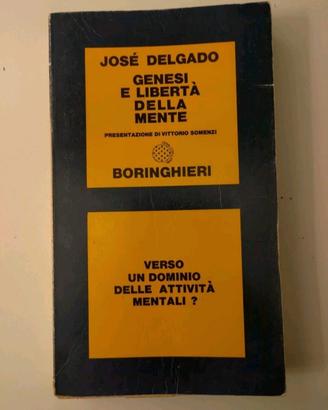 JOSÉ DELGADO
GENESI
E LIBERTÀ
DELLA
MENTE
PRESENTAZIONE DI VITTORIO SOMENZI
BORINGHIERI
VERSO
UN DOMINIO
DELLE ATTIVITÀ
MENTALI ?